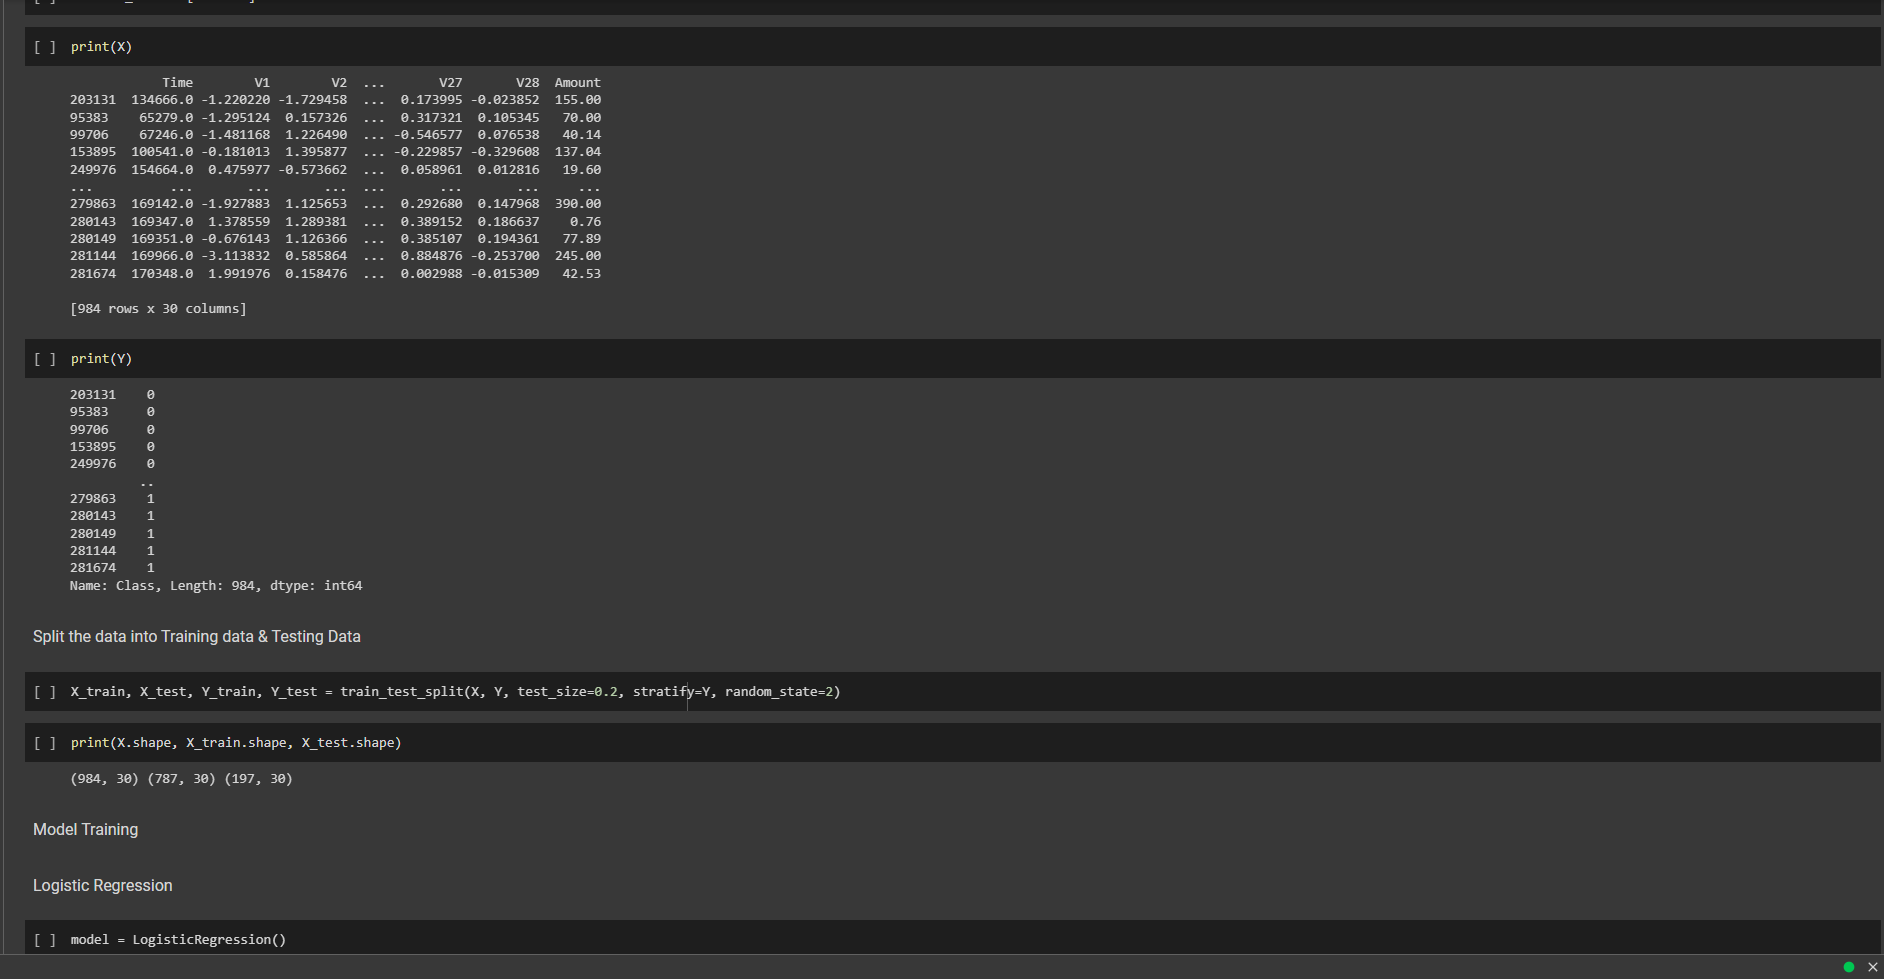 [ ] print(X)
Time V1 V2 ... V27 V28 Amount
203131 134666.0 -1.220220 -1.729458 ... 0.173995 -0.023852 155.00
95383 65279.0 -1.295124 0.157326 ... 0.317321 0.105345 70.00
99706 67246.0 -1.481168 1.226490 ... -0.546577 0.076538 40.14
153895 100541.0 -0.181013 1.395877 ... -0.229857 -0.329608 137.04
249976 154664.0 0.475977 -0.573662 ... 0.058961 0.012816 19.60
... ... ... ... ... ... ... ...
279863 169142.0 -1.927883 1.125653 ... 0.292680 0.147968 390.00
280143 169347.0 1.378559 1.289381 ... 0.389152 0.186637 0.76
280149 169351.0 -0.676143 1.126366 ... 0.385107 0.194361 77.89
281144 169966.0 -3.113832 0.585864 ... 0.884876 -0.253700 245.00
281674 170348.0 1.991976 0.158476 ... 0.002988 -0.015309 42.53
[984 rows x 30 columns]
[ ] print(Y)
203131 0
95383 0
99706 0
153895 0
249976 0
..
279863 1
280143 1
280149 1
281144 1
281674 1
Name: Class, Length: 984, dtype: int64
Split the data into Training data & Testing Data
[ ] X_train, X_test, Y_train, Y_test = train_test_split(X, Y, test_size=0.2, stratify=Y, random_state=2)
[ ] print(X.shape, X_train.shape, X_test.shape)
(984, 30) (787, 30) (197, 30)
Model Training
Logistic Regression
[ ] model = LogisticRegression()